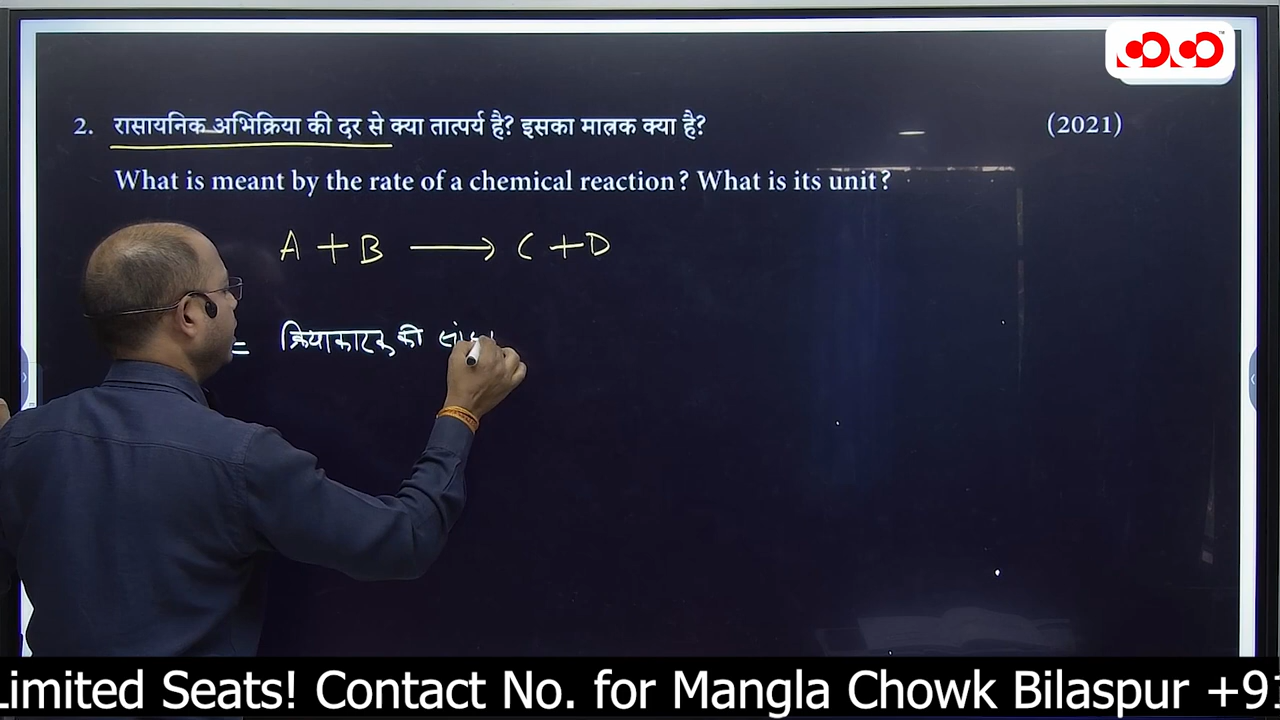 2. रासायनिक अभिक्रिया की दर से क्या तात्पर्य है? इसका मात्रक क्या है? (2021)
What is meant by the rate of a chemical reaction? What is its unit?
A + B ⟶ C + D
= क्रियाकारक की
Limited Seats! Contact No. for Mangla Chowk Bilaspur +91